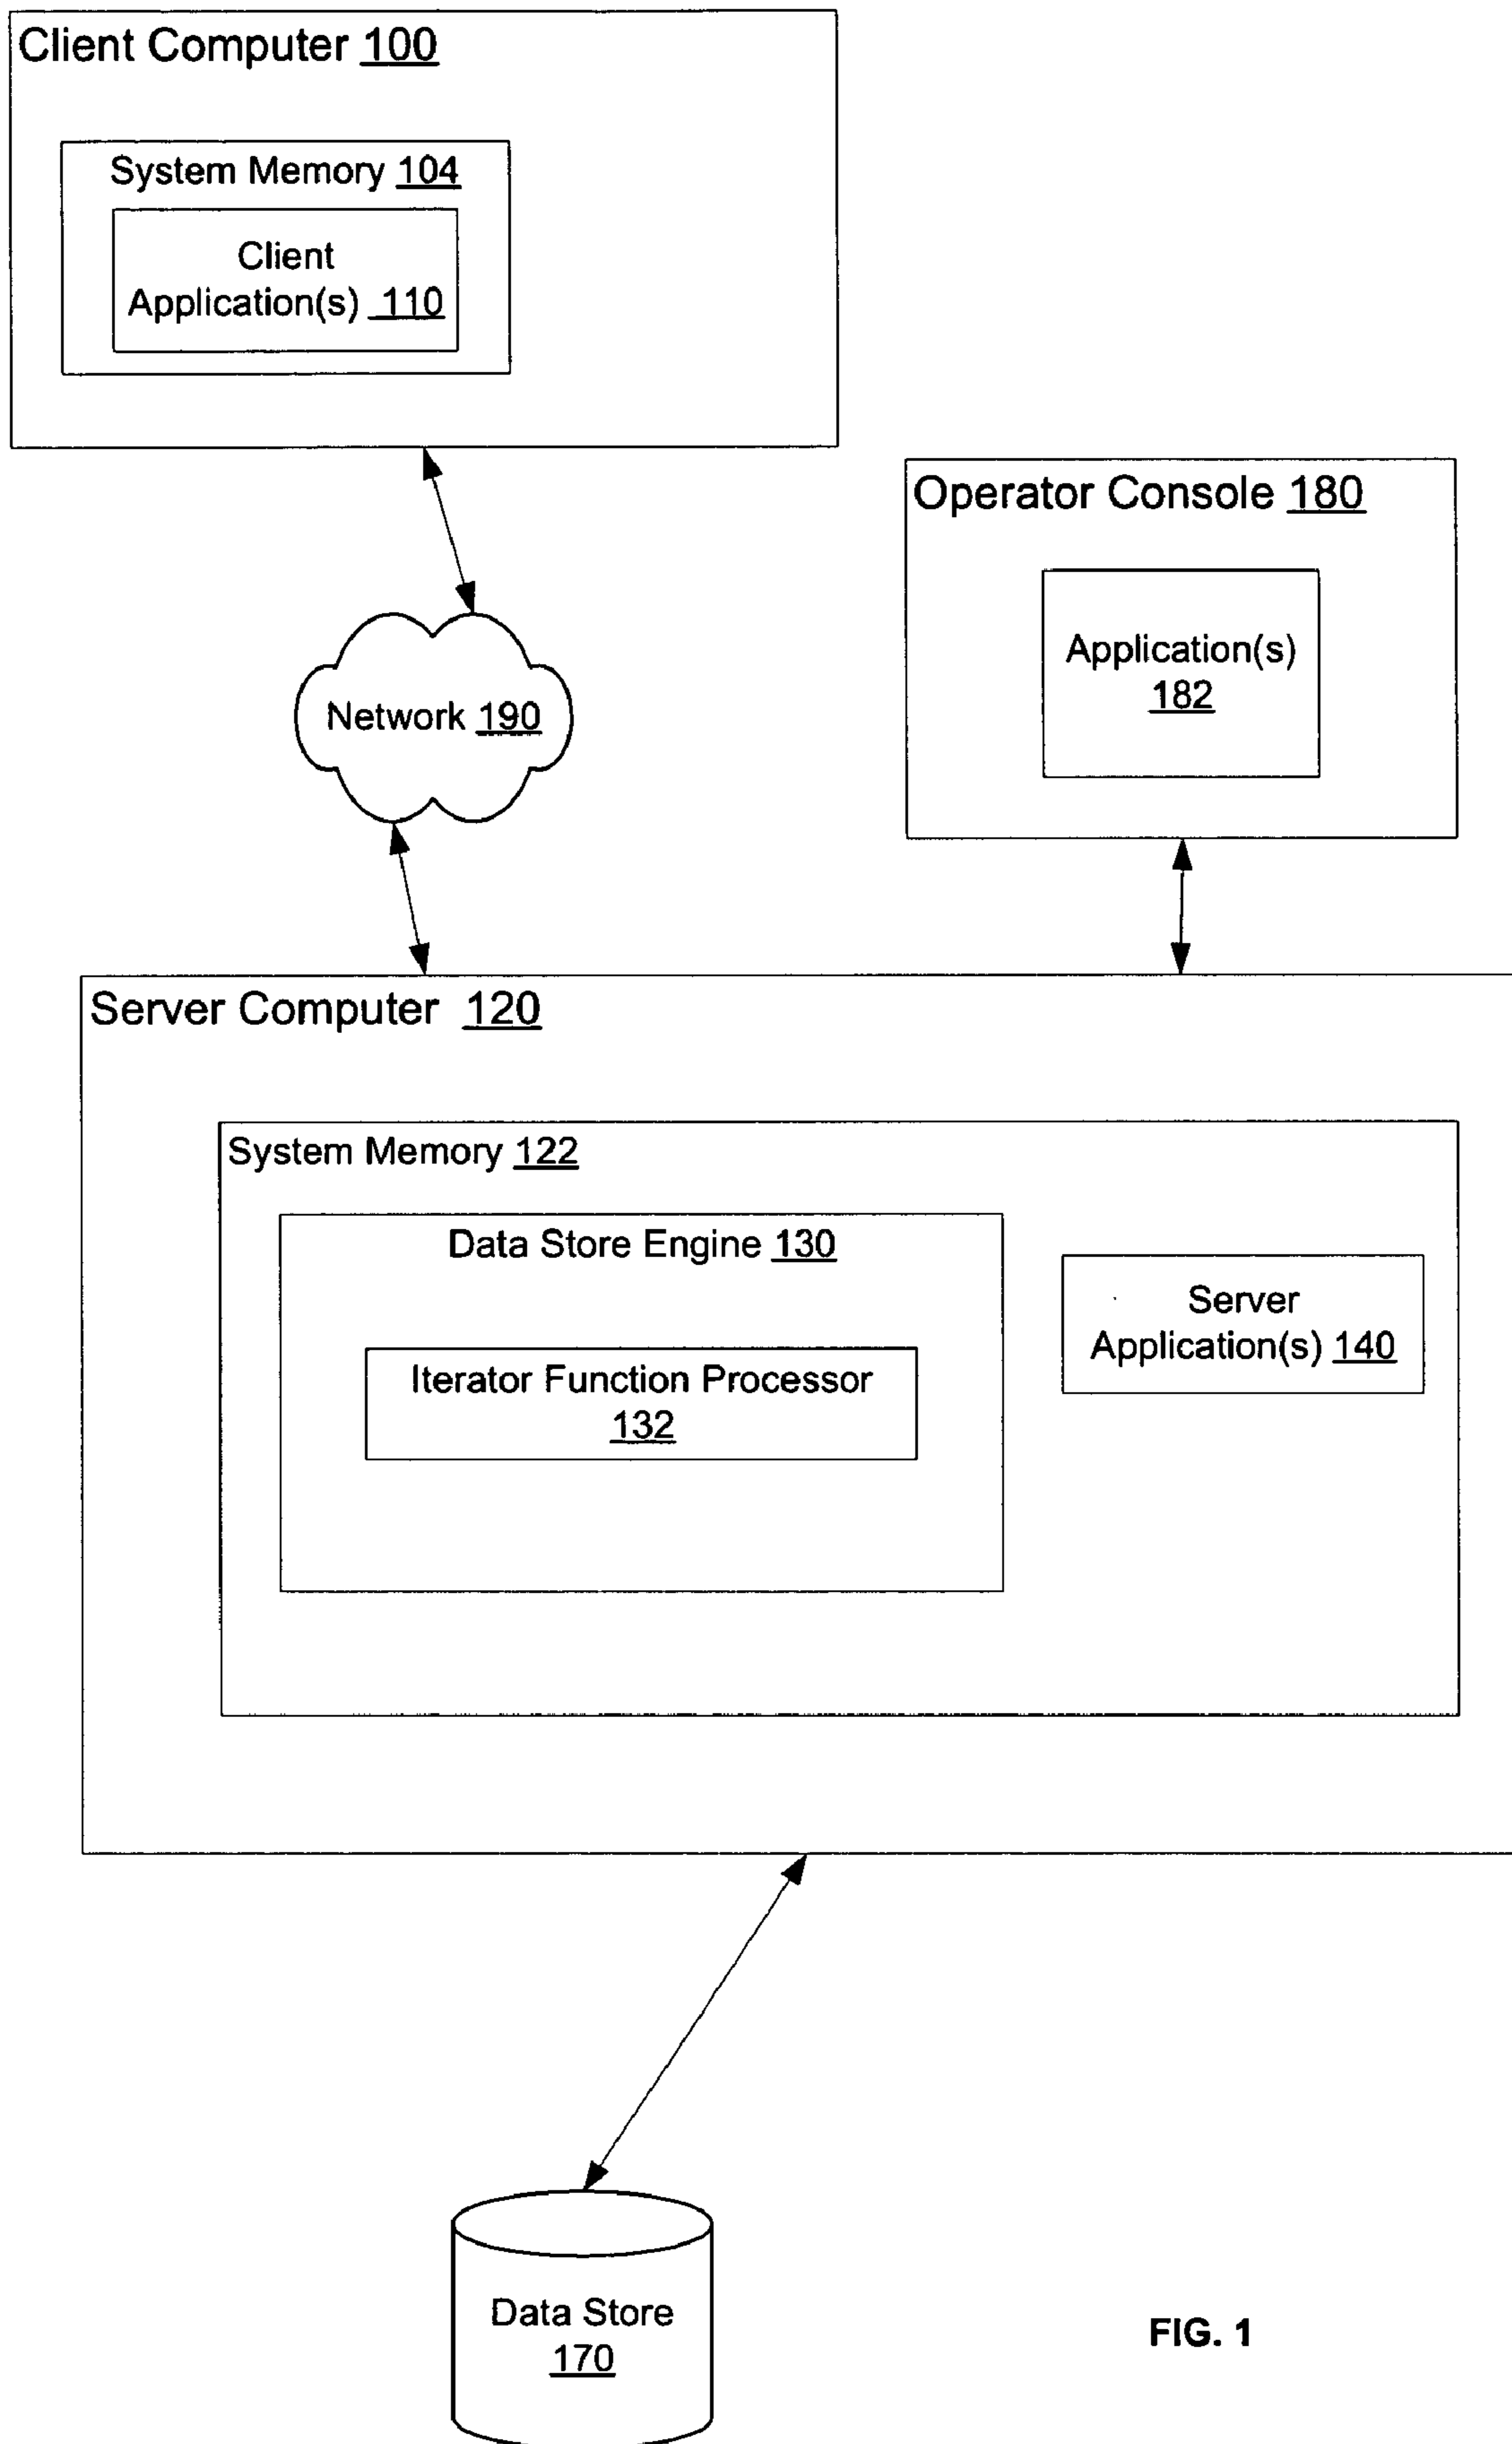 Client Computer 100
System Memory 104
Client
Application(s) 110
Operator Console 180
Application(s)
182
Network 190
Server Computer 120
System Memory 122
Data Store Engine 130
Server
Application(s) 140
Iterator Function Processor
132
Data Store
170
FIG. 1